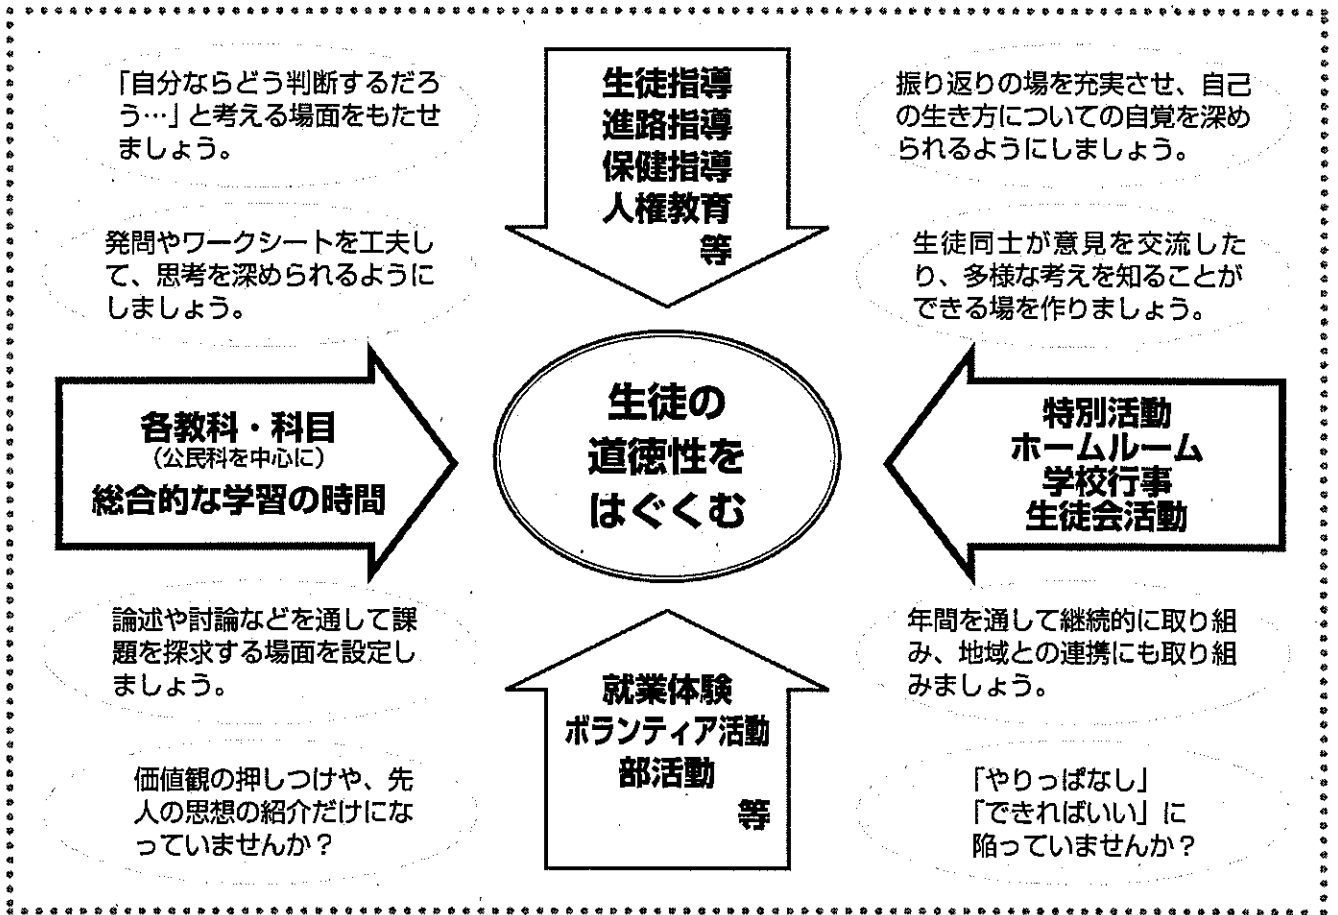 「自分ならどう判断するだろ
う…」と考える場面をもたせ
ましょう。
発問やワークシートを工夫し
て、思考を深められるように
しましょう。
生徒指導
進路指導
保健指導
人権教育
等
振り返りの場を充実させ、自己
の生き方についての自覚を深め
られるようにしましょう。
生徒同士が意見を交流した
り、多様な考えを知ることが
できる場を作りましょう。
各教科・科目
(公民科を中心に)
総合的な学習の時間
生徒の
道徳性を
はぐくむ
特別活動
ホームルーム
学校行事
生徒会活動
論述や討論などを通して課
題を探求する場面を設定し
ましょう。
価値観の押しつけや、先
人の思想の紹介だけにな
っていませんか?
就業体験
ボランティア活動
部活動
等
年間を通して継続的に取り組
み、地域との連携にも取り組
みましょう。
「やりっぱなし」
「できればいい」に
陥っていませんか?